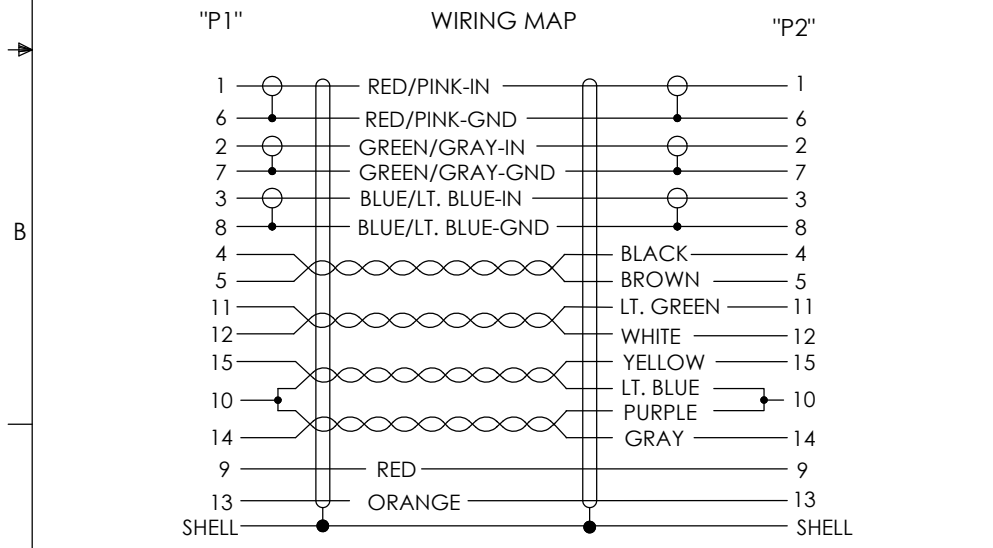 "P1" WIRING MAP "P2"
1 RED/PINK-IN 1
6 RED/PINK-GND 6
2 GREEN/GRAY-IN 2
7 GREEN/GRAY-GND 7
3 BLUE/LT. BLUE-IN 3
8 BLUE/LT. BLUE-GND 8
B
4 BLACK 4
5 BROWN 5
11 LT. GREEN 11
12 WHITE 12
15 YELLOW 15
LT. BLUE
10 10
PURPLE
14 GRAY 14
9 RED 9
13 ORANGE 13
SHELL SHELL